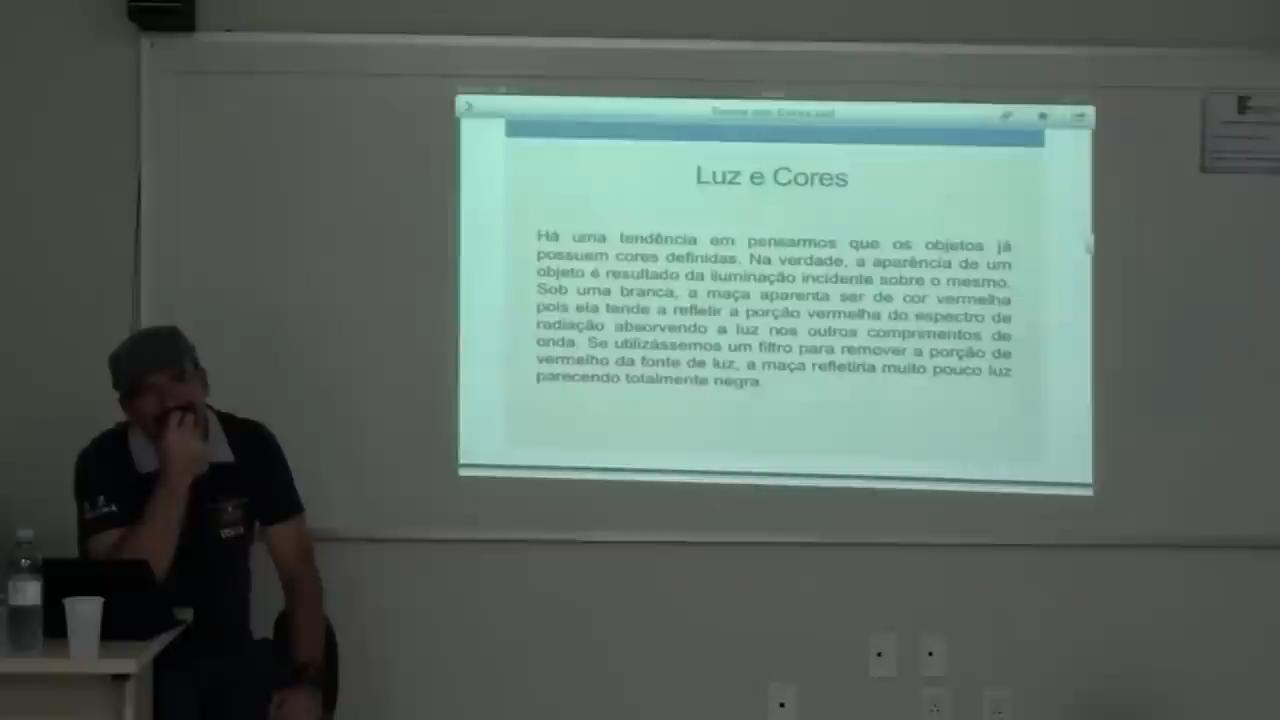 Luz e Cores
Há uma tendência em pensarmos que os objetos já
possuem cores definidas. Na verdade, a aparência de um
objeto é resultado da iluminação incidente sobre o mesmo.
Sob uma branca, a maça aparenta ser de cor vermelha
pois ela tende a refletir a porção vermelha do espectro de
radiação absorvendo a luz nos outros comprimentos de
onda. Se utilizássemos um filtro para remover a porção de
vermelho da fonte de luz, a maça refletiria muito pouco luz
parecendo totalmente negra.